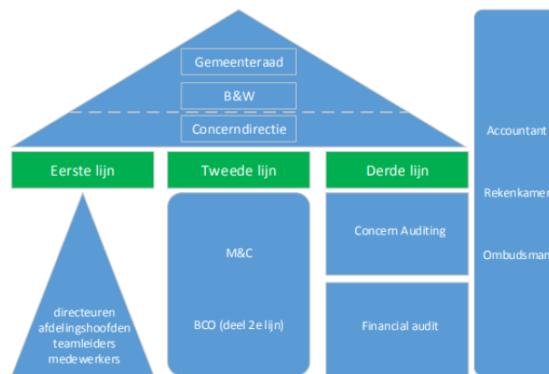 Gemeenteraad
B&W
Concerndirectie
Eerste lijn
Tweede lijn
Derde lijn
directeuren
afdelingshoofden
teamleiders
medewerkers
M&C
BCO (deel 2e lijn)
Concern Auditing
Financial audit
Accountant
Rekenkamer
Ombudsman